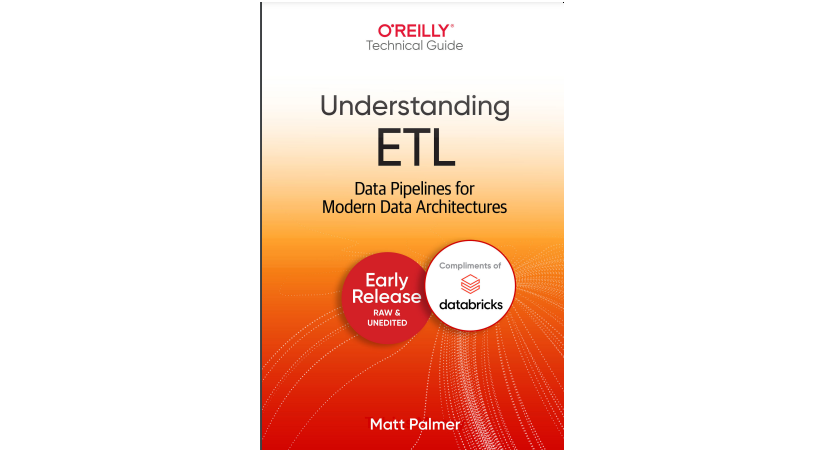 O'REILLY®
Technical Guide
Understanding
ETL
Data Pipelines for
Modern Data Architectures
Early
Release
RAW &
UNEDITED
Compliments of
databricks
Matt Palmer